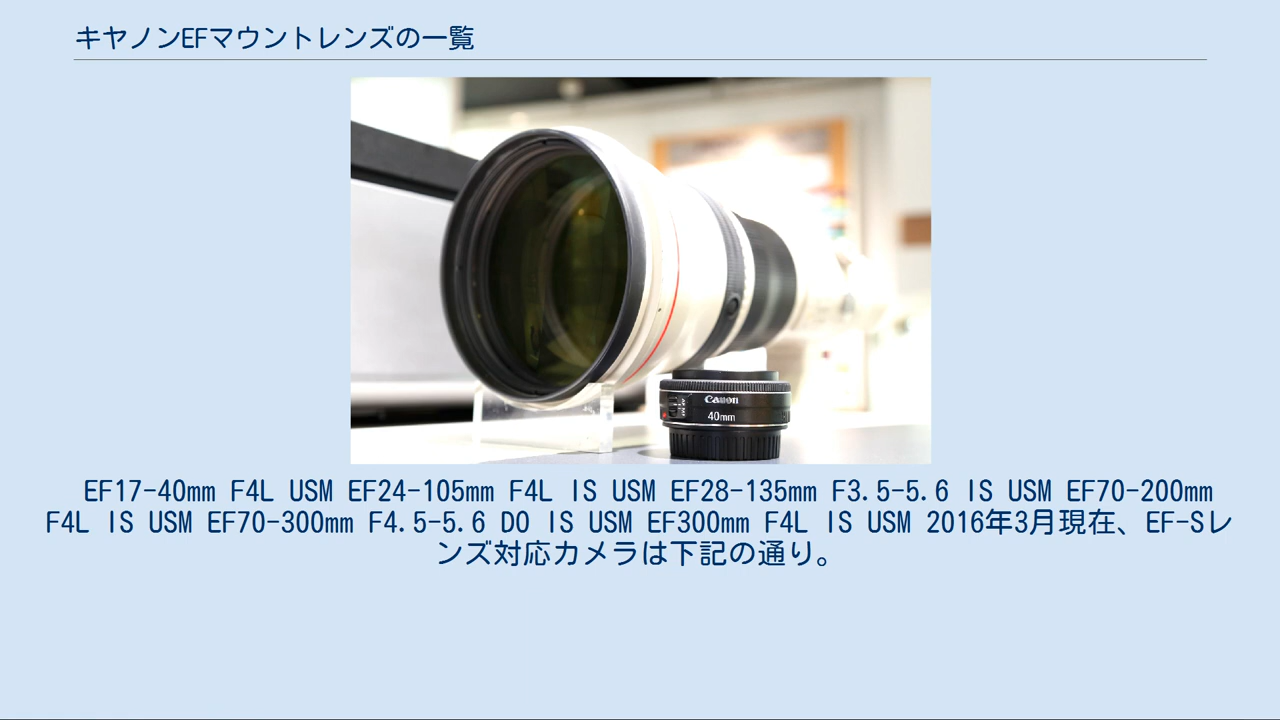 キヤノンEFマウントレンズの一覧
Canon
40mm
EF17-40mm F4L USM EF24-105mm F4L IS USM EF28-135mm F3.5-5.6 IS USM EF70-200mm
F4L IS USM EF70-300mm F4.5-5.6 DO IS USM EF300mm F4L IS USM 2016年3月現在、EF-Sレ
ンズ対応カメラは下記の通り。